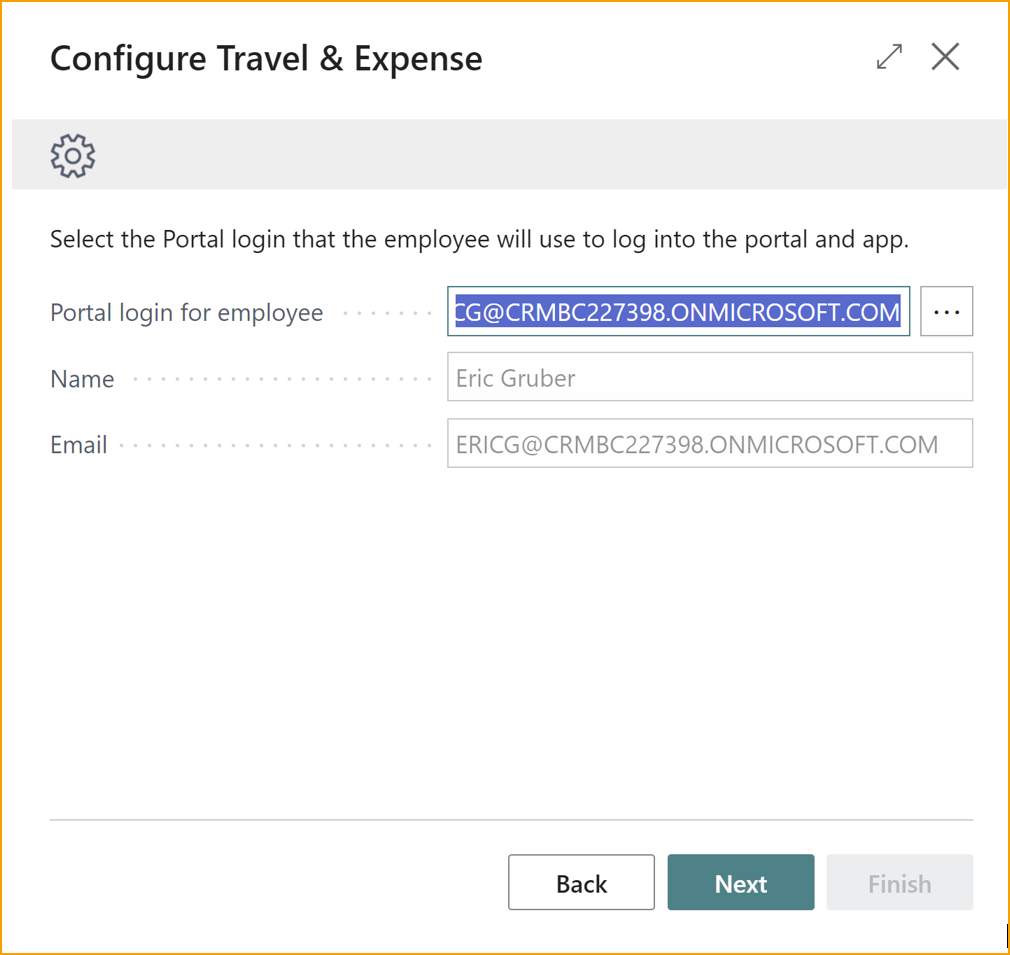 Configure Travel & Expense
Select the Portal login that the employee will use to log into the portal and app.
Portal login for employee CG@CRMBC227398.ONMICROSOFT.COM ...
Name Eric Gruber
Email ERICG@CRMBC227398.ONMICROSOFT.COM
Back Next Finish